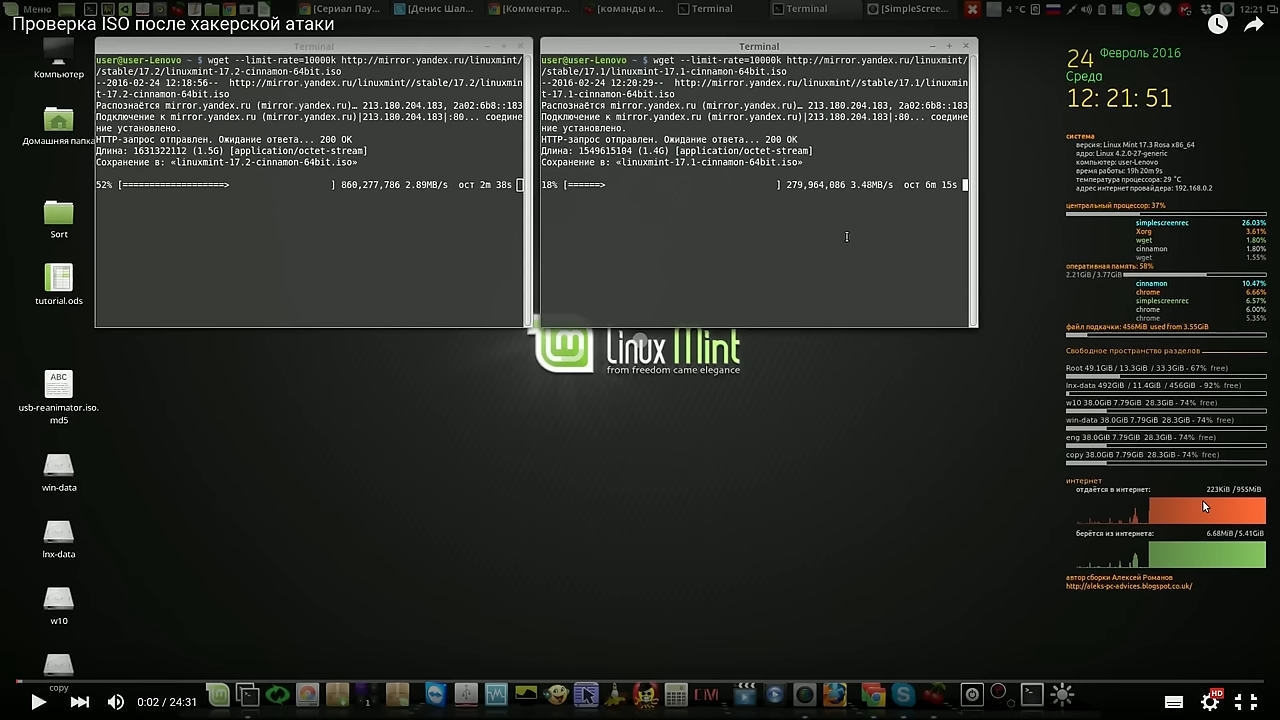 Меню
[Сериал Пау...
[Денис Шал...
[Комментар...
[команды и...
Terminal
Terminal
[SimpleScree...
4 °C
12:21
Проверка ISO после хакерской атаки
Компьютер
Домашняя папка
Sort
tutorial.ods
ABC
usb-reanimator.iso.
md5
win-data
lnx-data
w10
copy
Terminal
user@user-Lenovo ~ $ wget --limit-rate=10000k http://mirror.yandex.ru/linuxmint/
/stable/17.2/linuxmint-17.2-cinnamon-64bit.iso
--2016-02-24 12:18:56-- http://mirror.yandex.ru/linuxmint//stable/17.2/linuxmin
t-17.2-cinnamon-64bit.iso
Распознаётся mirror.yandex.ru (mirror.yandex.ru)… 213.180.204.183, 2a02:6b8::183
Подключение к mirror.yandex.ru (mirror.yandex.ru)|213.180.204.183|:80... соедине
ние установлено.
HTTP-запрос отправлен. Ожидание ответа... 200 OK
Длина: 1631322112 (1.5G) [application/octet-stream]
Сохранение в: «linuxmint-17.2-cinnamon-64bit.iso»
52% [===================>                  ] 860,277,786 2.89MB/s  ост 2m 38s
Terminal
user@user-Lenovo ~ $ wget --limit-rate=10000k http://mirror.yandex.ru/linuxmint/
/stable/17.1/linuxmint-17.1-cinnamon-64bit.iso
--2016-02-24 12:20:29-- http://mirror.yandex.ru/linuxmint//stable/17.1/linuxmin
t-17.1-cinnamon-64bit.iso
Распознаётся mirror.yandex.ru (mirror.yandex.ru)… 213.180.204.183, 2a02:6b8::183
Подключение к mirror.yandex.ru (mirror.yandex.ru)|213.180.204.183|:80... соедине
ние установлено.
HTTP-запрос отправлен. Ожидание ответа... 200 OK
Длина: 1549615104 (1.4G) [application/octet-stream]
Сохранение в: «linuxmint-17.1-cinnamon-64bit.iso»
18% [======>                               ] 279,964,086 3.48MB/s  ост 6m 15s
Linux Mint
from freedom came elegance
24 Февраль 2016
Среда
12: 21: 51
система
версия: Linux Mint 17.3 Rosa x86_64
ядро: Linux 4.2.0-27-generic
компьютер: user-Lenovo
время работы: 19h 20m 9s
температура процессора: 29 °C
адрес интернет провайдера: 192.168.0.2
центральный процессор: 37%
simplescreenrec 26.03%
Xorg 3.61%
wget 1.80%
cinnamon 1.80%
wget 1.55%
оперативная память: 58%
2.21GiB / 3.77GiB
cinnamon 10.47%
chrome 6.66%
simplescreenrec 6.57%
chrome 6.00%
chrome 5.35%
файл подкачки: 456MiB used from 3.55GiB
Свободное пространство разделов
Root 49.1GiB / 13.3GiB / 33.3GiB - 67% free)
lnx-data 492GiB / 11.4GiB / 456GiB - 92% free)
w10 38.0GiB 7.79GiB 28.3GiB - 74% free)
win-data 38.0GiB 7.79GiB 28.3GiB - 74% free)
eng 38.0GiB 7.79GiB 28.3GiB - 74% free)
copy 38.0GiB 7.79GiB 28.3GiB - 74% free)
интернет
отдаётся в интернет: 223KiB / 955MiB
берётся из интернета: 6.68MiB / 5.41GiB
автор сборки Алексей Романов
http://aleks-pc-advices.blogspot.co.uk/
0:02 / 24:31
HD